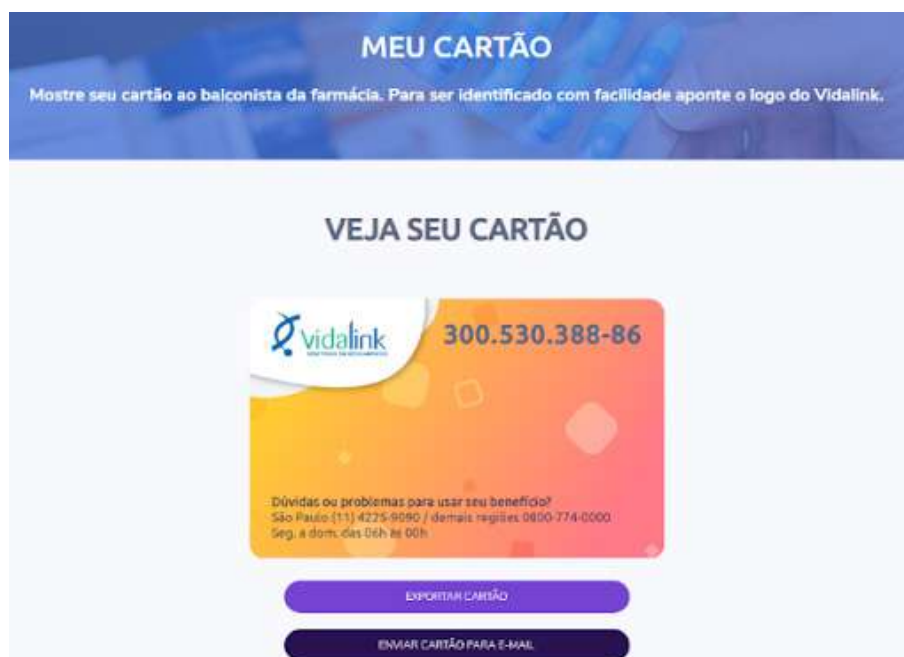 MEU CARTÃO
Mostre seu cartão ao balconista da farmácia. Para ser identificado com facilidade aponte o logo do Vidalink.
VEJA SEU CARTÃO
vidalink
300.530.388-86
Dúvidas ou problemas para usar seu benefício?
São Paulo (11) 4225-9090 / demais regiões 0800-774-0000
Seg. a dom. das 06h às 00h
EXPORTAR CARTÃO
ENVIAR CARTÃO PARA E-MAIL